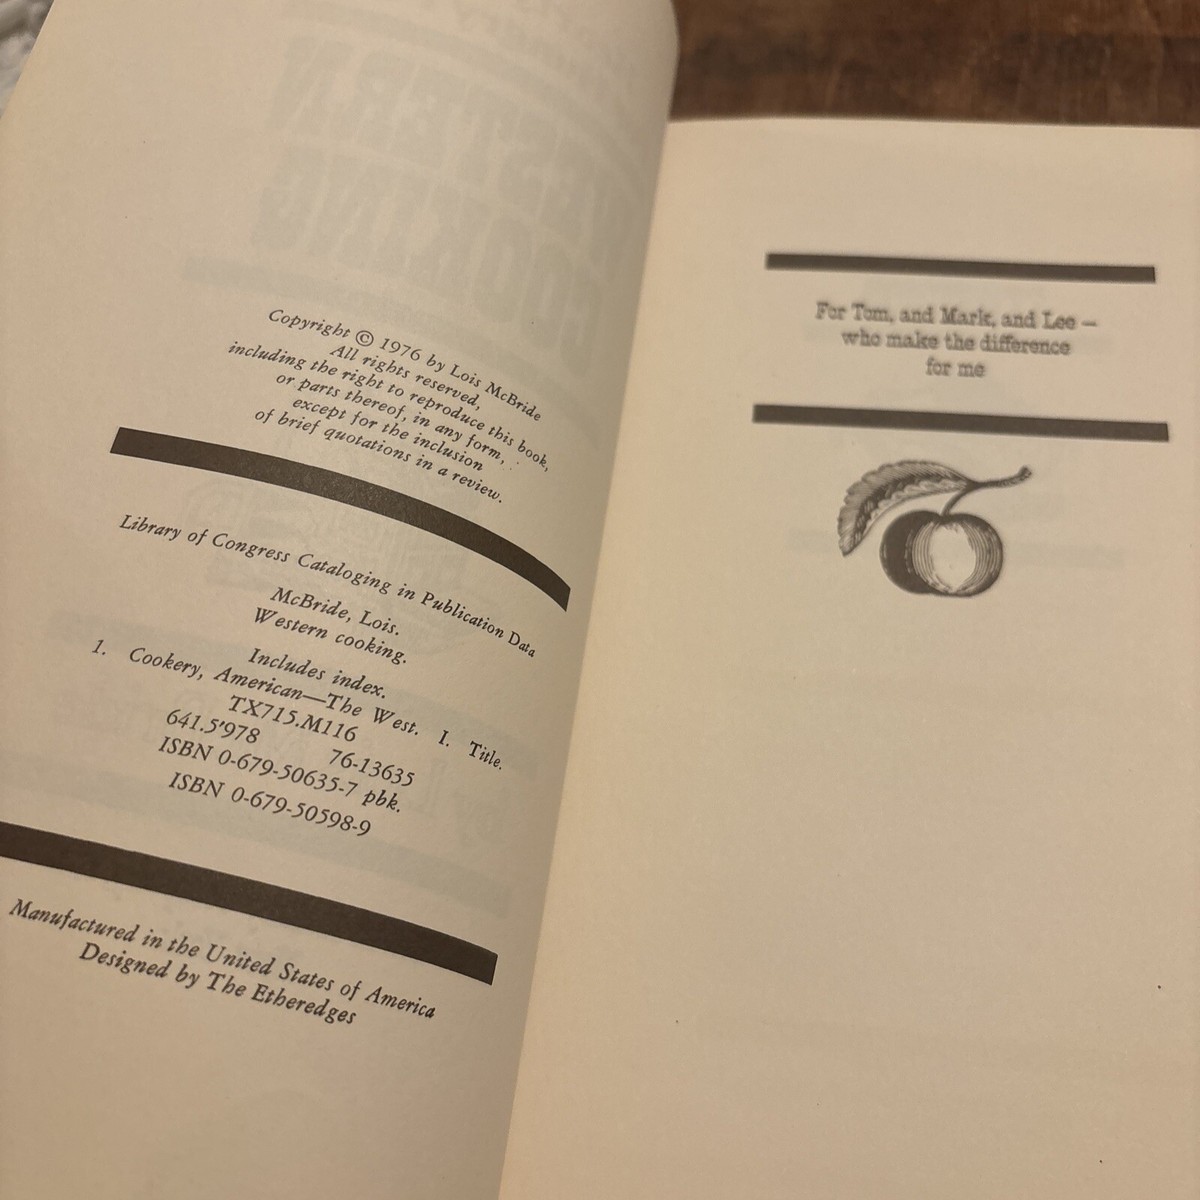 Copyright © 1976 by Lois McBride
All rights reserved,
including the right to reproduce this book,
or parts thereof, in any form,
except for the inclusion
of brief quotations in a review.
Library of Congress Cataloging in Publication Data
McBride, Lois.
Western cooking.
Includes index.
1. Cookery, American—The West. I. Title.
TX715.M116
641.5'978 76-13635
ISBN 0-679-50635-7 pbk.
ISBN 0-679-50598-9
Manufactured in the United States of America
Designed by The Etheredges
For Tom, and Mark, and Lee —
who make the difference
for me